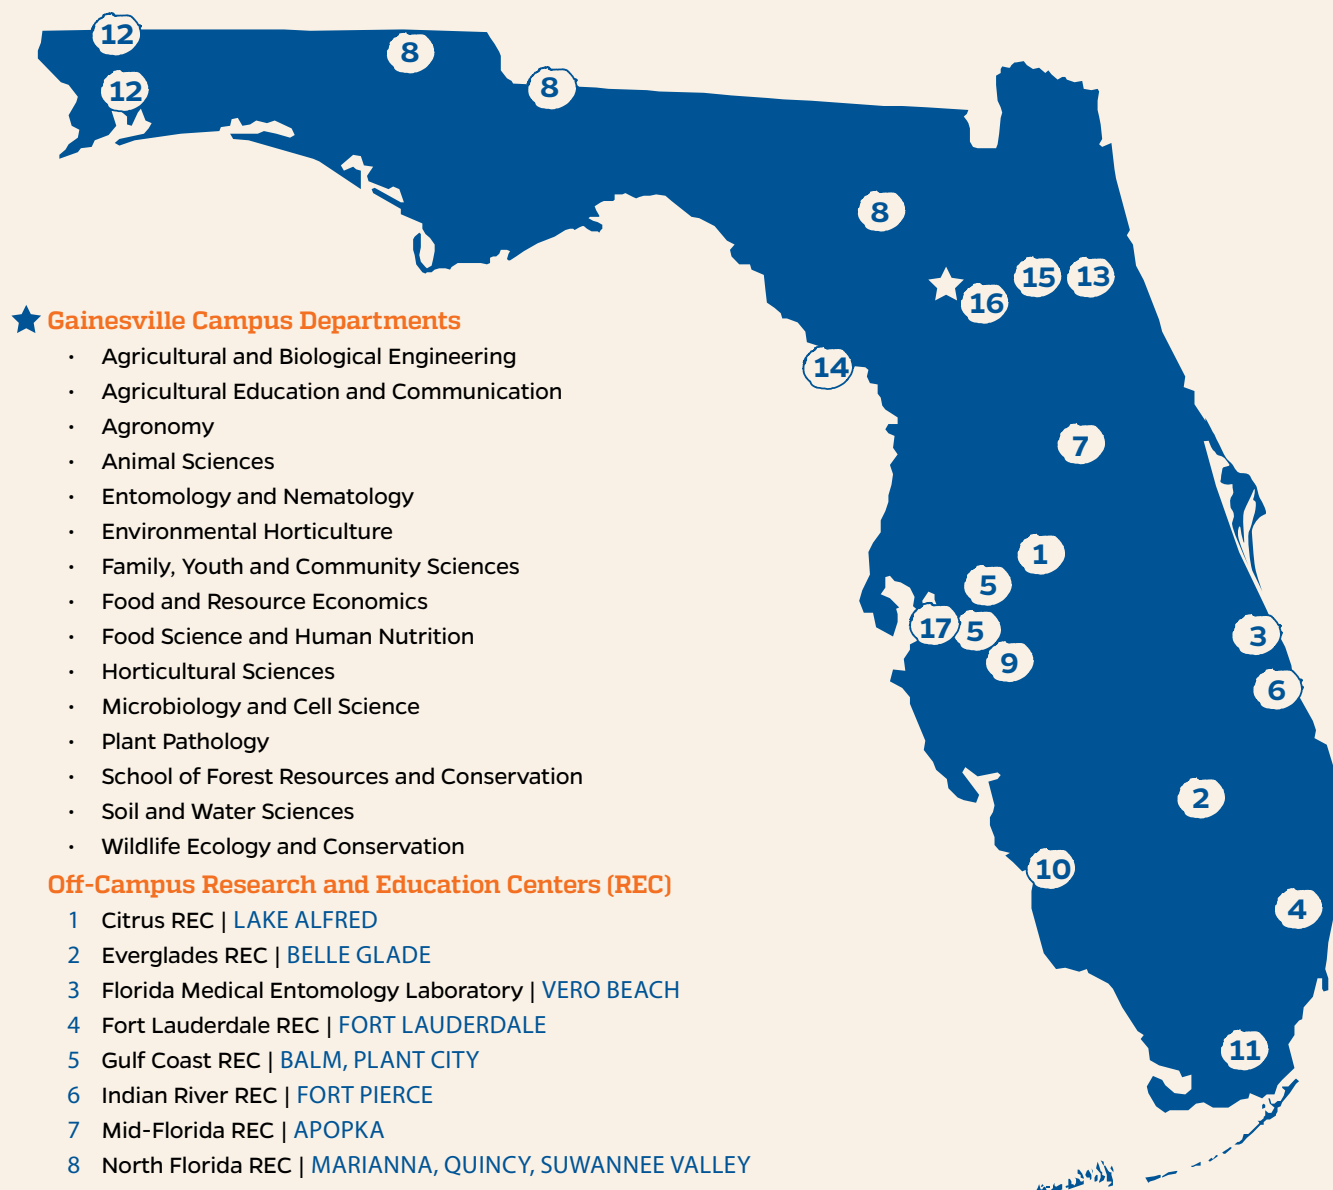 12
8
8
12
8
15
13
16
14
7
1
5
17
5
3
9
6
2
10
4
11
Gainesville Campus Departments
• Agricultural and Biological Engineering
• Agricultural Education and Communication
• Agronomy
• Animal Sciences
• Entomology and Nematology
• Environmental Horticulture
• Family, Youth and Community Sciences
• Food and Resource Economics
• Food Science and Human Nutrition
• Horticultural Sciences
• Microbiology and Cell Science
• Plant Pathology
• School of Forest Resources and Conservation
• Soil and Water Sciences
• Wildlife Ecology and Conservation
Off-Campus Research and Education Centers (REC)
1 Citrus REC | LAKE ALFRED
2 Everglades REC | BELLE GLADE
3 Florida Medical Entomology Laboratory | VERO BEACH
4 Fort Lauderdale REC | FORT LAUDERDALE
5 Gulf Coast REC | BALM, PLANT CITY
6 Indian River REC | FORT PIERCE
7 Mid-Florida REC | APOPKA
8 North Florida REC | MARIANNA, QUINCY, SUWANNEE VALLEY